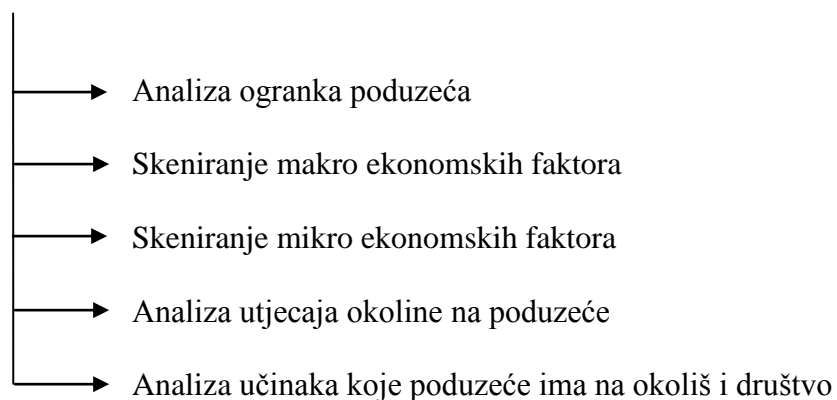 Analiza ogranka poduzeća
Skeniranje makro ekonomskih faktora
Skeniranje mikro ekonomskih faktora
Analiza utjecaja okoline na poduzeće
Analiza učinaka koje poduzeće ima na okoliš i društvo